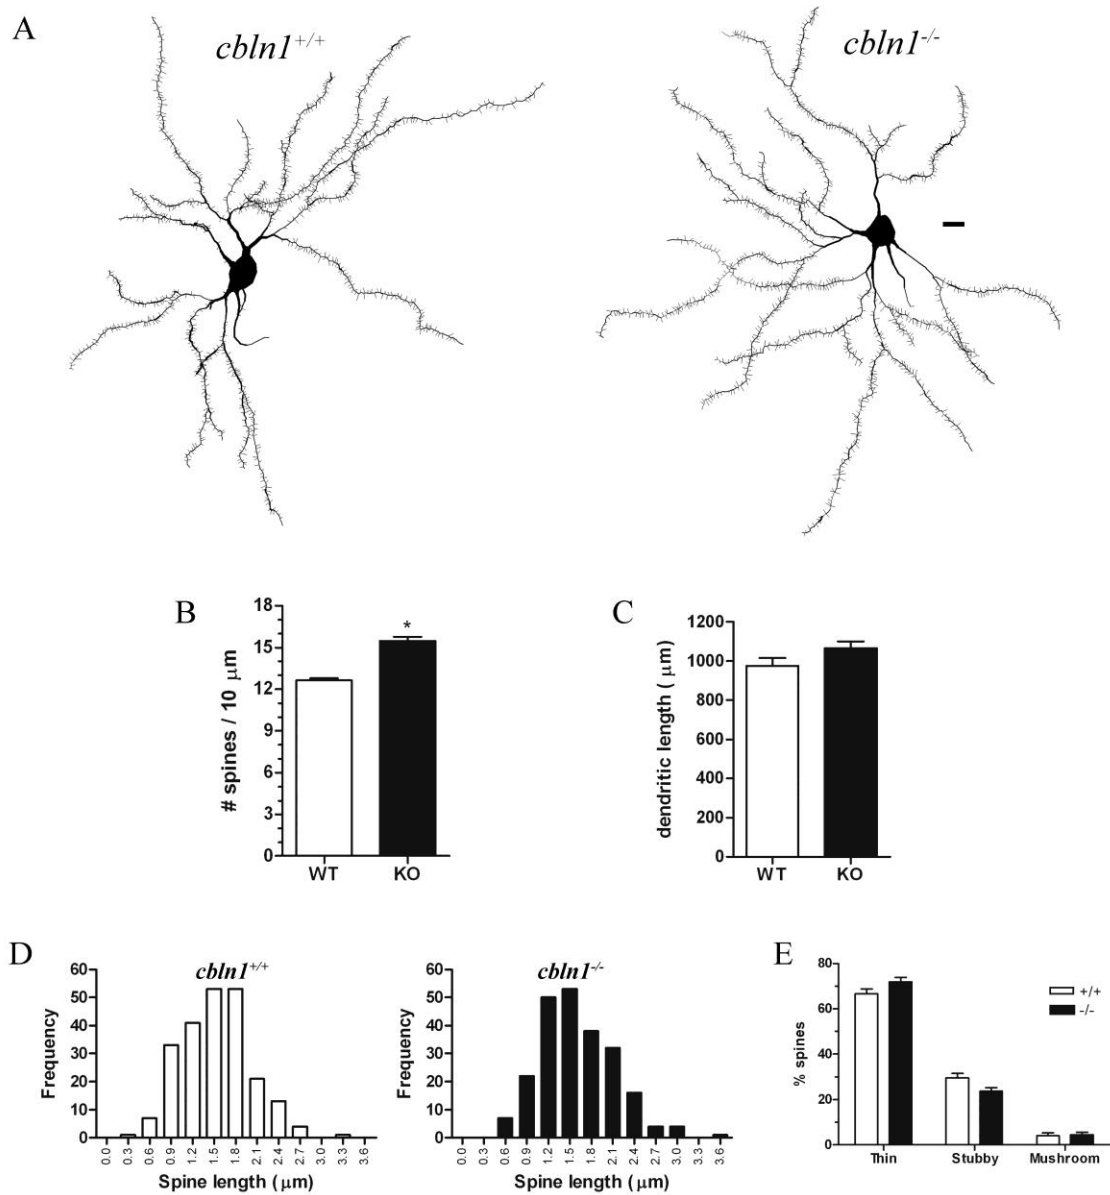 A
cbln1+/+
cbln1-/-
B
# spines / 10 μm
18
15
12
9
6
3
0
*
WT
KO
C
dendritic length ( μm)
1200
1000
800
600
400
200
0
WT
KO
D
cbln1+/+
Frequency
60
50
40
30
20
10
0
0.0 0.3 0.6 0.9 1.2 1.5 1.8 2.1 2.4 2.7 3.0 3.3 3.6
Spine length ( μm)
cbln1-/-
Frequency
60
50
40
30
20
10
0
0.0 0.3 0.6 0.9 1.2 1.5 1.8 2.1 2.4 2.7 3.0 3.3 3.6
Spine length ( μm)
E
% spines
80
60
40
20
0
+/+
-/-
Thin Stubby Mushroom